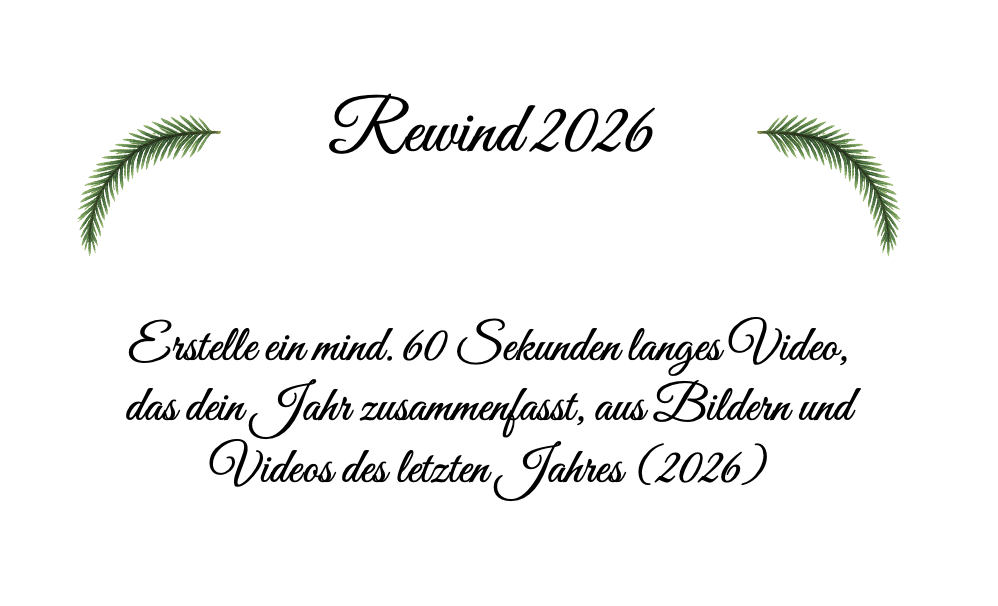 Rewind 2026
Erstelle ein mind. 60 Sekunden langes Video,
das dein Jahr zusammenfasst, aus Bildern und
Videos des letzten Jahres (2026)